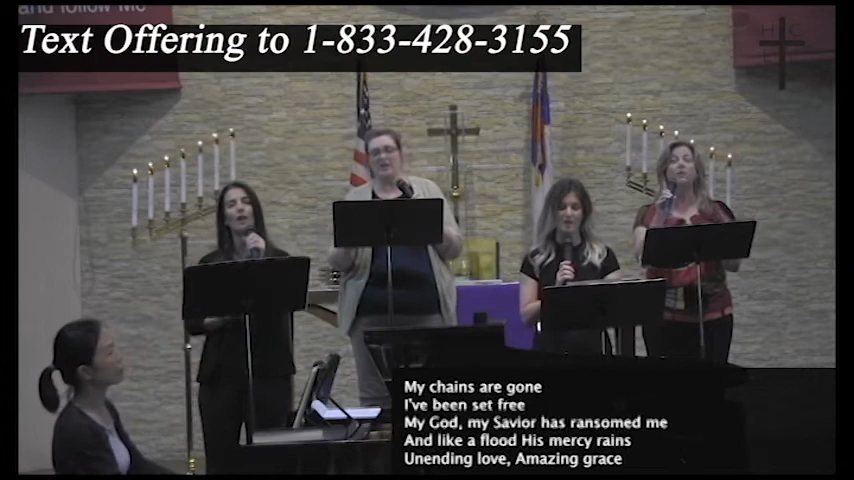 and follow Me
Text Offering to 1-833-428-3155
H C
My chains are gone
I've been set free
My God, my Savior has ransomed me
And like a flood His mercy rains
Unending love, Amazing grace